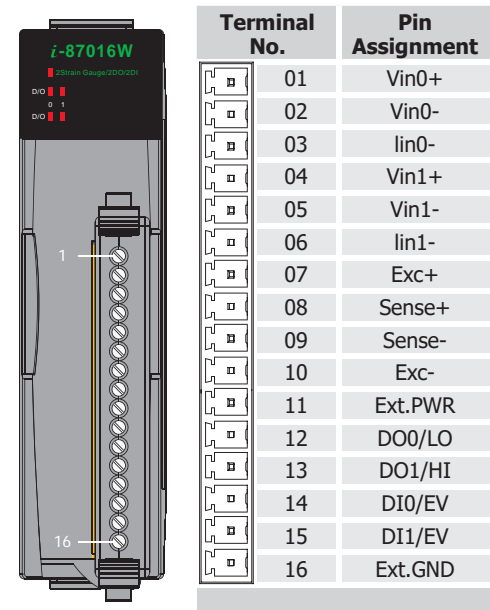 i-87016W
2Strain Gauge/2DO/2DI
D/O
0 1
D/O
1
16
Terminal No. Pin Assignment
01 Vin0+
02 Vin0-
03 lin0-
04 Vin1+
05 Vin1-
06 lin1-
07 Exc+
08 Sense+
09 Sense-
10 Exc-
11 Ext.PWR
12 DO0/LO
13 DO1/HI
14 DI0/EV
15 DI1/EV
16 Ext.GND